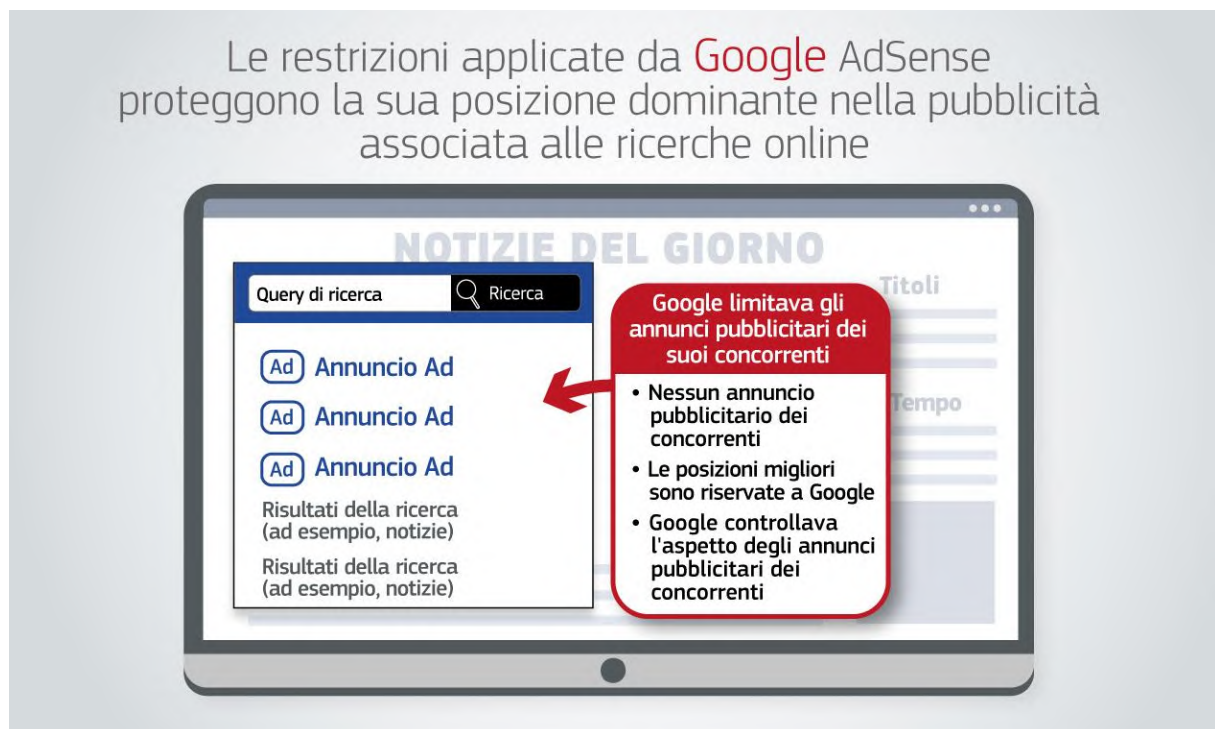 Le restrizioni applicate da Google AdSense
proteggono la sua posizione dominante nella pubblicità
associata alle ricerche online
NOTIZIE DEL GIORNO
Query di ricerca
Ricerca
Ad Annuncio Ad
Ad Annuncio Ad
Ad Annuncio Ad
Risultati della ricerca
(ad esempio, notizie)
Risultati della ricerca
(ad esempio, notizie)
Google limitava gli
annunci pubblicitari dei
suoi concorrenti
• Nessun annuncio
pubblicitario dei
concorrenti
• Le posizioni migliori
sono riservate a Google
• Google controllava
l'aspetto degli annunci
pubblicitari dei
concorrenti
Titoli
Tempo